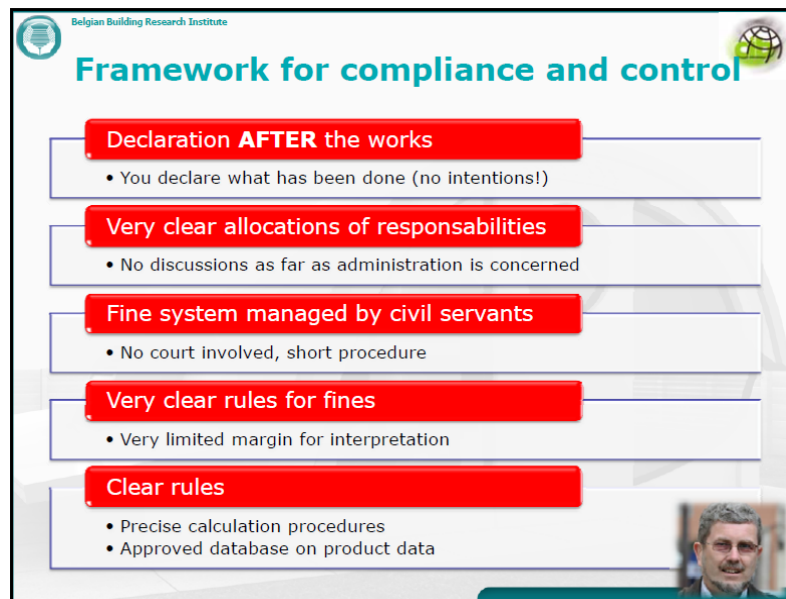 Belgian Building Research Institute
Framework for compliance and control
Declaration AFTER the works
• You declare what has been done (no intentions!)
Very clear allocations of responsabilities
• No discussions as far as administration is concerned
Fine system managed by civil servants
• No court involved, short procedure
Very clear rules for fines
• Very limited margin for interpretation
Clear rules
• Precise calculation procedures
• Approved database on product data